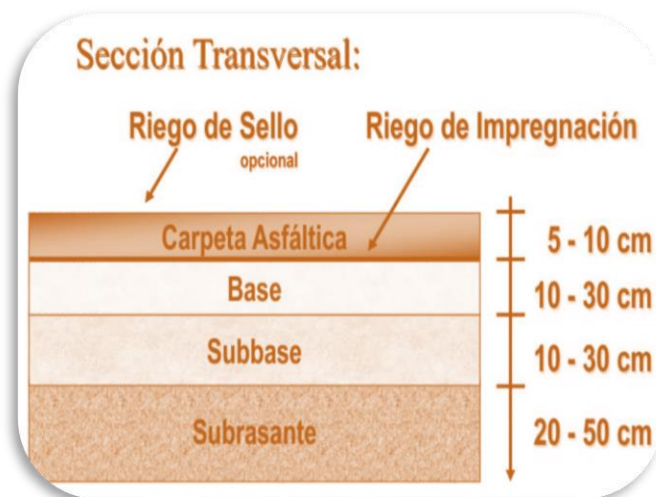 Sección Transversal:
Riego de Sello
opcional
Riego de Impregnación
Carpeta Asfáltica
5 - 10 cm
Base
10 - 30 cm
Subbase
10 - 30 cm
Subrasante
20 - 50 cm